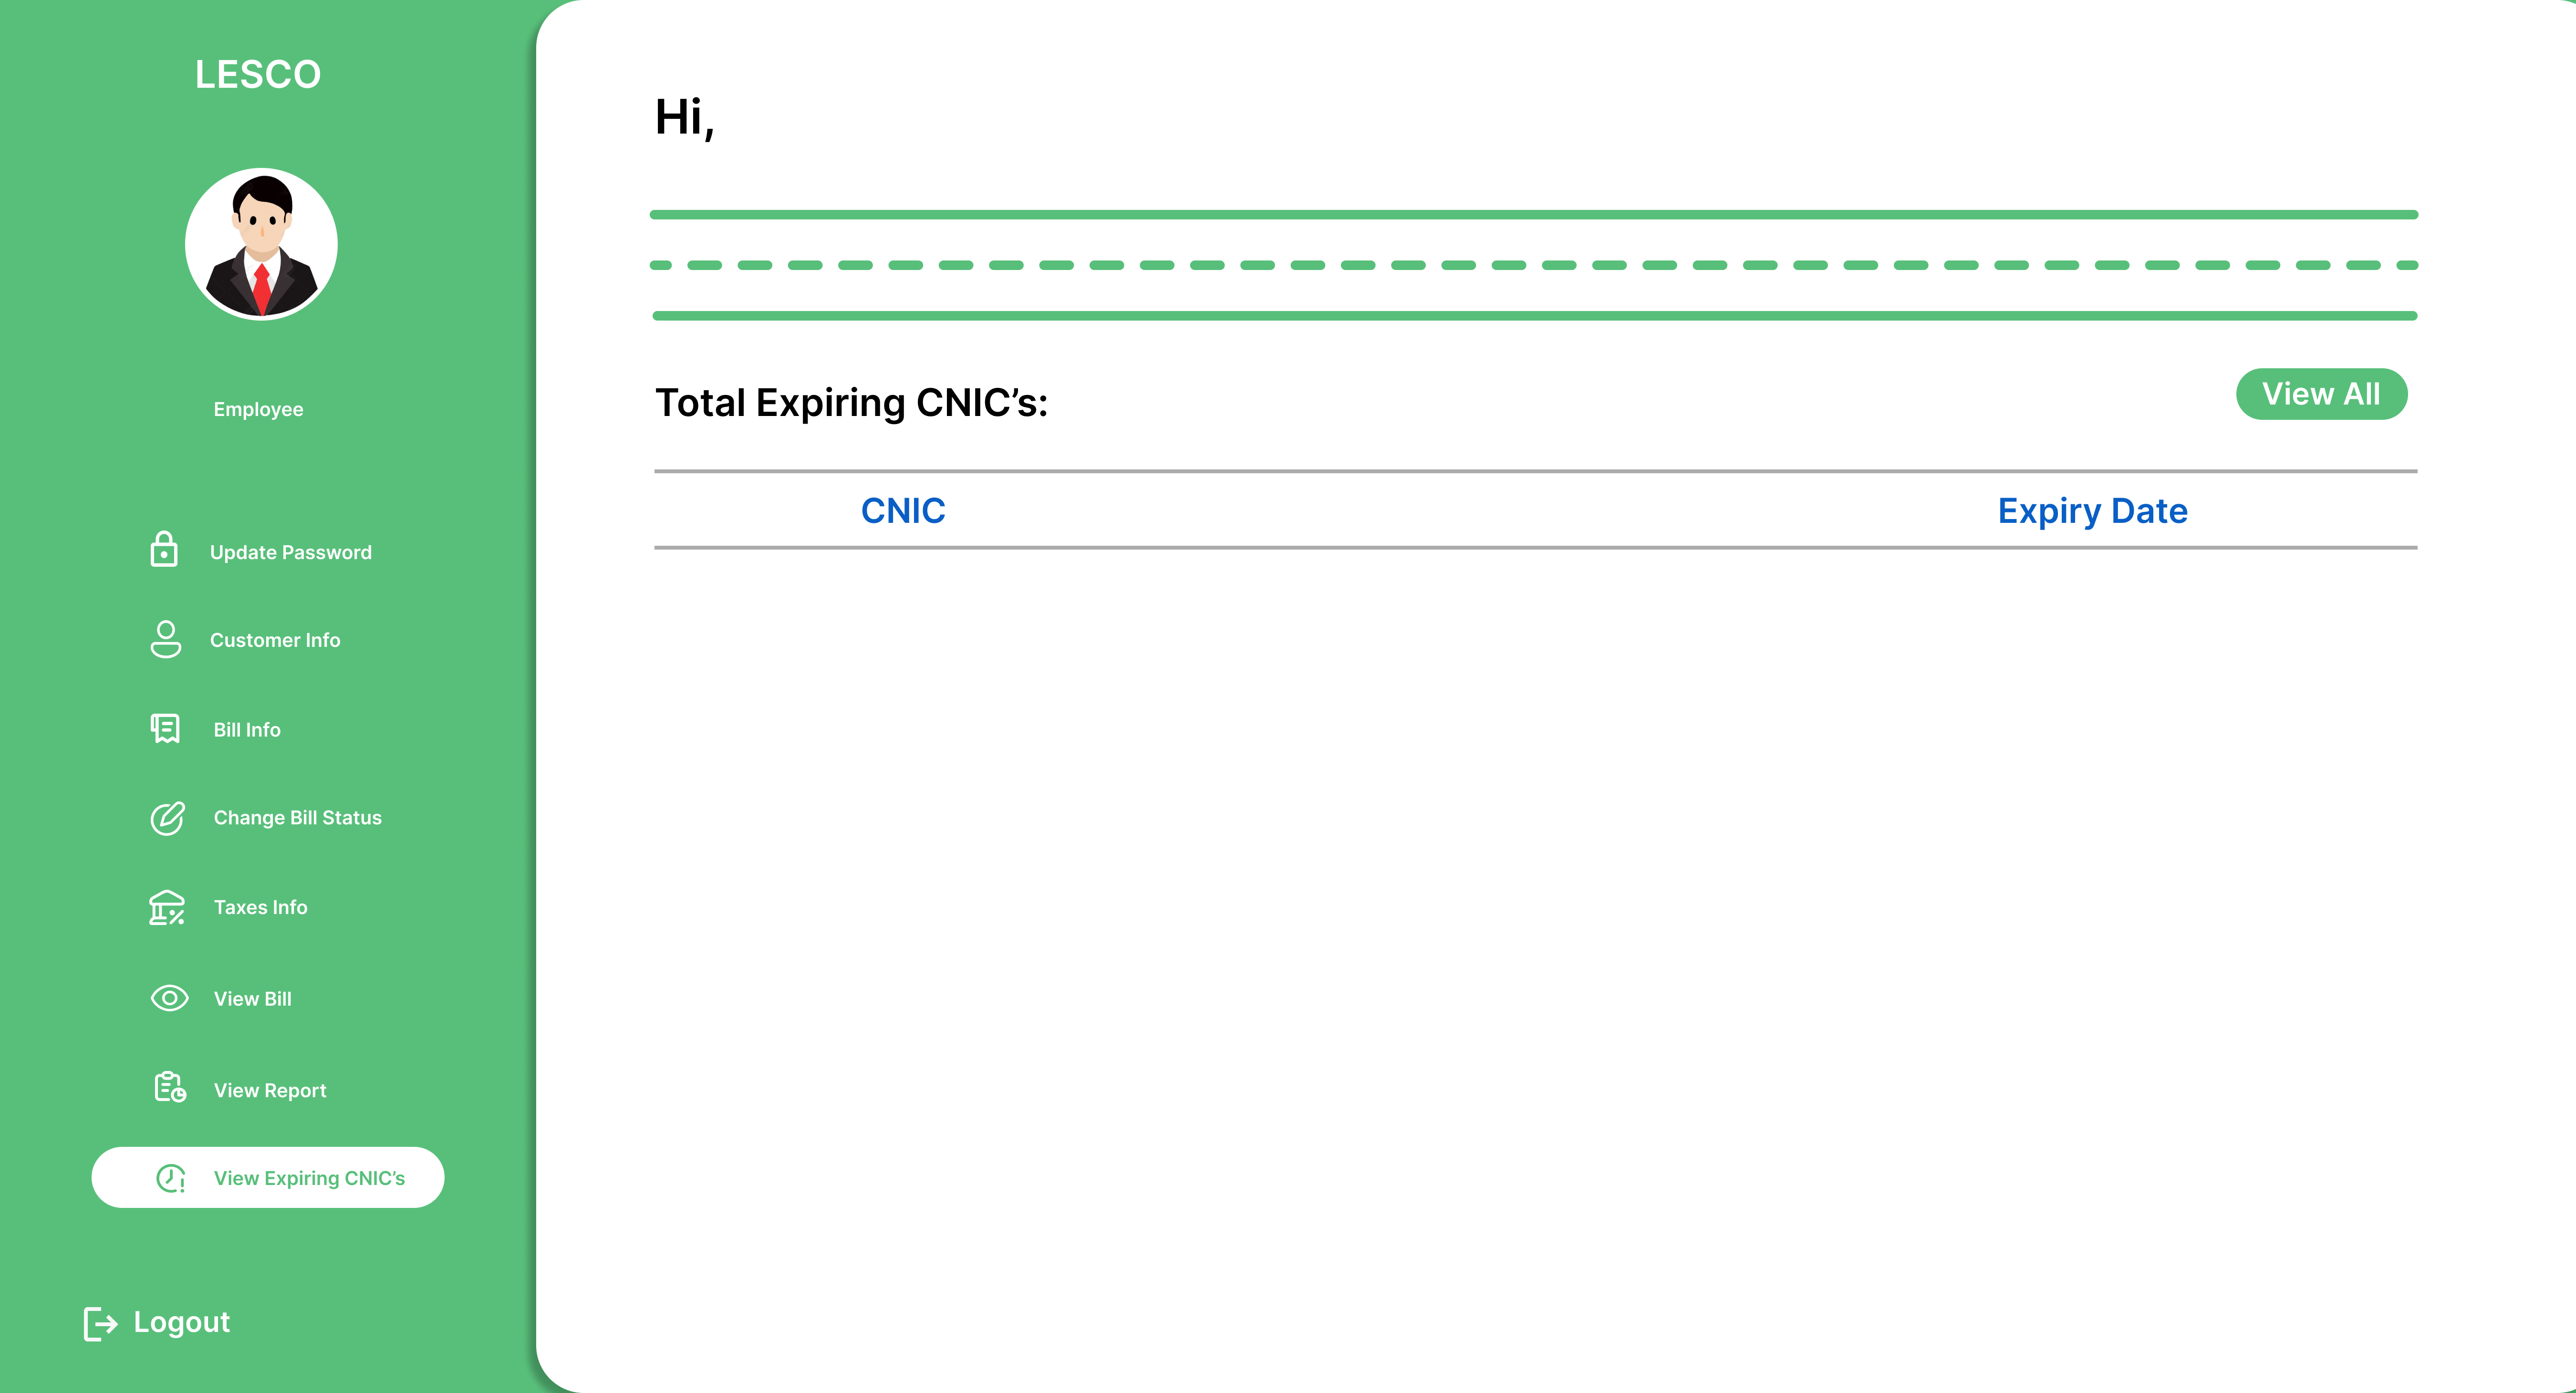 LESCO
Employee
Update Password
Customer Info
Bill Info
Change Bill Status
Taxes Info
View Bill
View Report
View Expiring CNIC’s
Logout
Hi,
Total Expiring CNIC’s:
View All
CNIC
Expiry Date